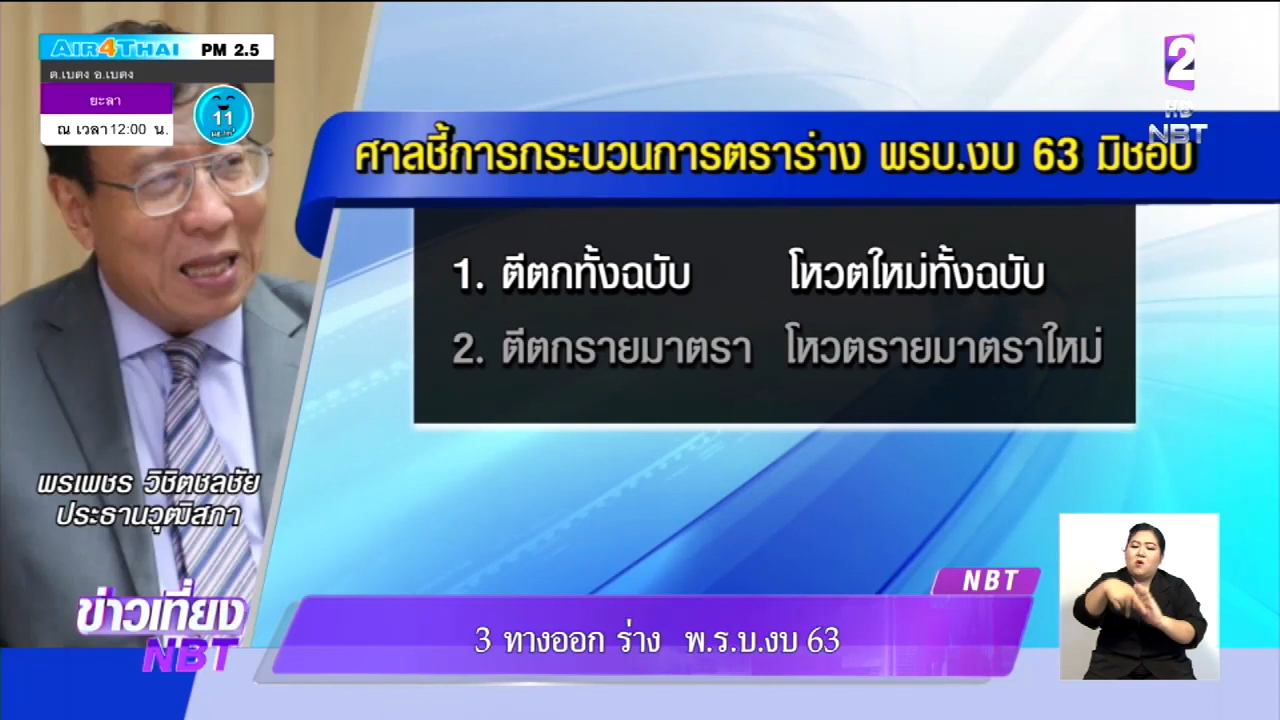 AIR4THAI PM 2.5
ต.เบตง อ.เบตง
ยะลา
11
ณ เวลา 12:00 น.
2
HD
NBT
ศาลชี้การกระบวนการตราร่าง พรบ.งบ 63 มิชอบ
1. ตีตกทั้งฉบับ โหวตใหม่ทั้งฉบับ
2. ตีตกรายมาตรา โหวตรายมาตราใหม่
พรเพชร วิชิตชลชัย
ประธานวุฒิสภา
ข่าวเที่ยง
NBT
NBT
3 ทางออก ร่าง พ.ร.บ.งบ 63